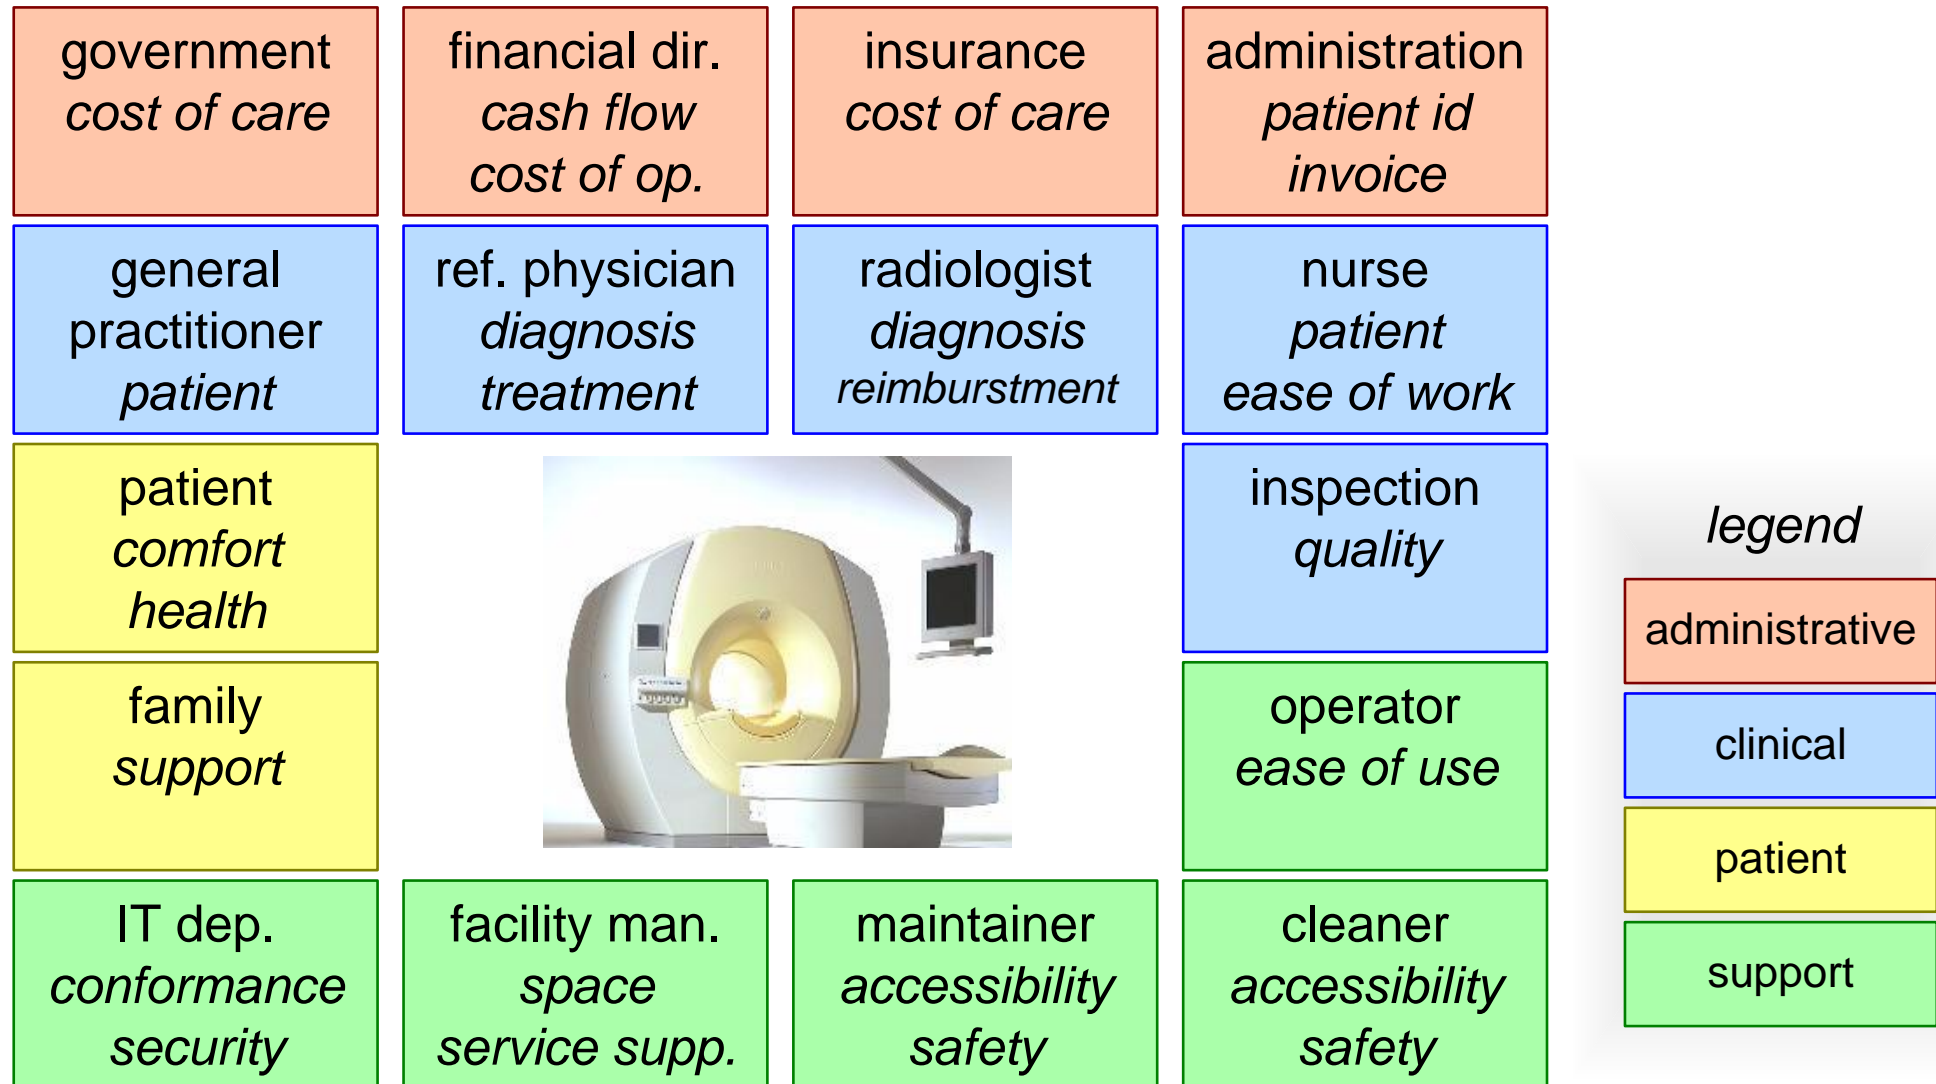 government
cost of care
financial dir.
cash flow
cost of op.
insurance
cost of care
administration
patient id
invoice
general
practitioner
patient
ref. physician
diagnosis
treatment
radiologist
diagnosis
reimburstment
nurse
patient
ease of work
patient
comfort
health
inspection
quality
family
support
operator
ease of use
IT dep.
conformance
security
facility man.
space
service supp.
maintainer
accessibility
safety
cleaner
accessibility
safety
legend
administrative
clinical
patient
support